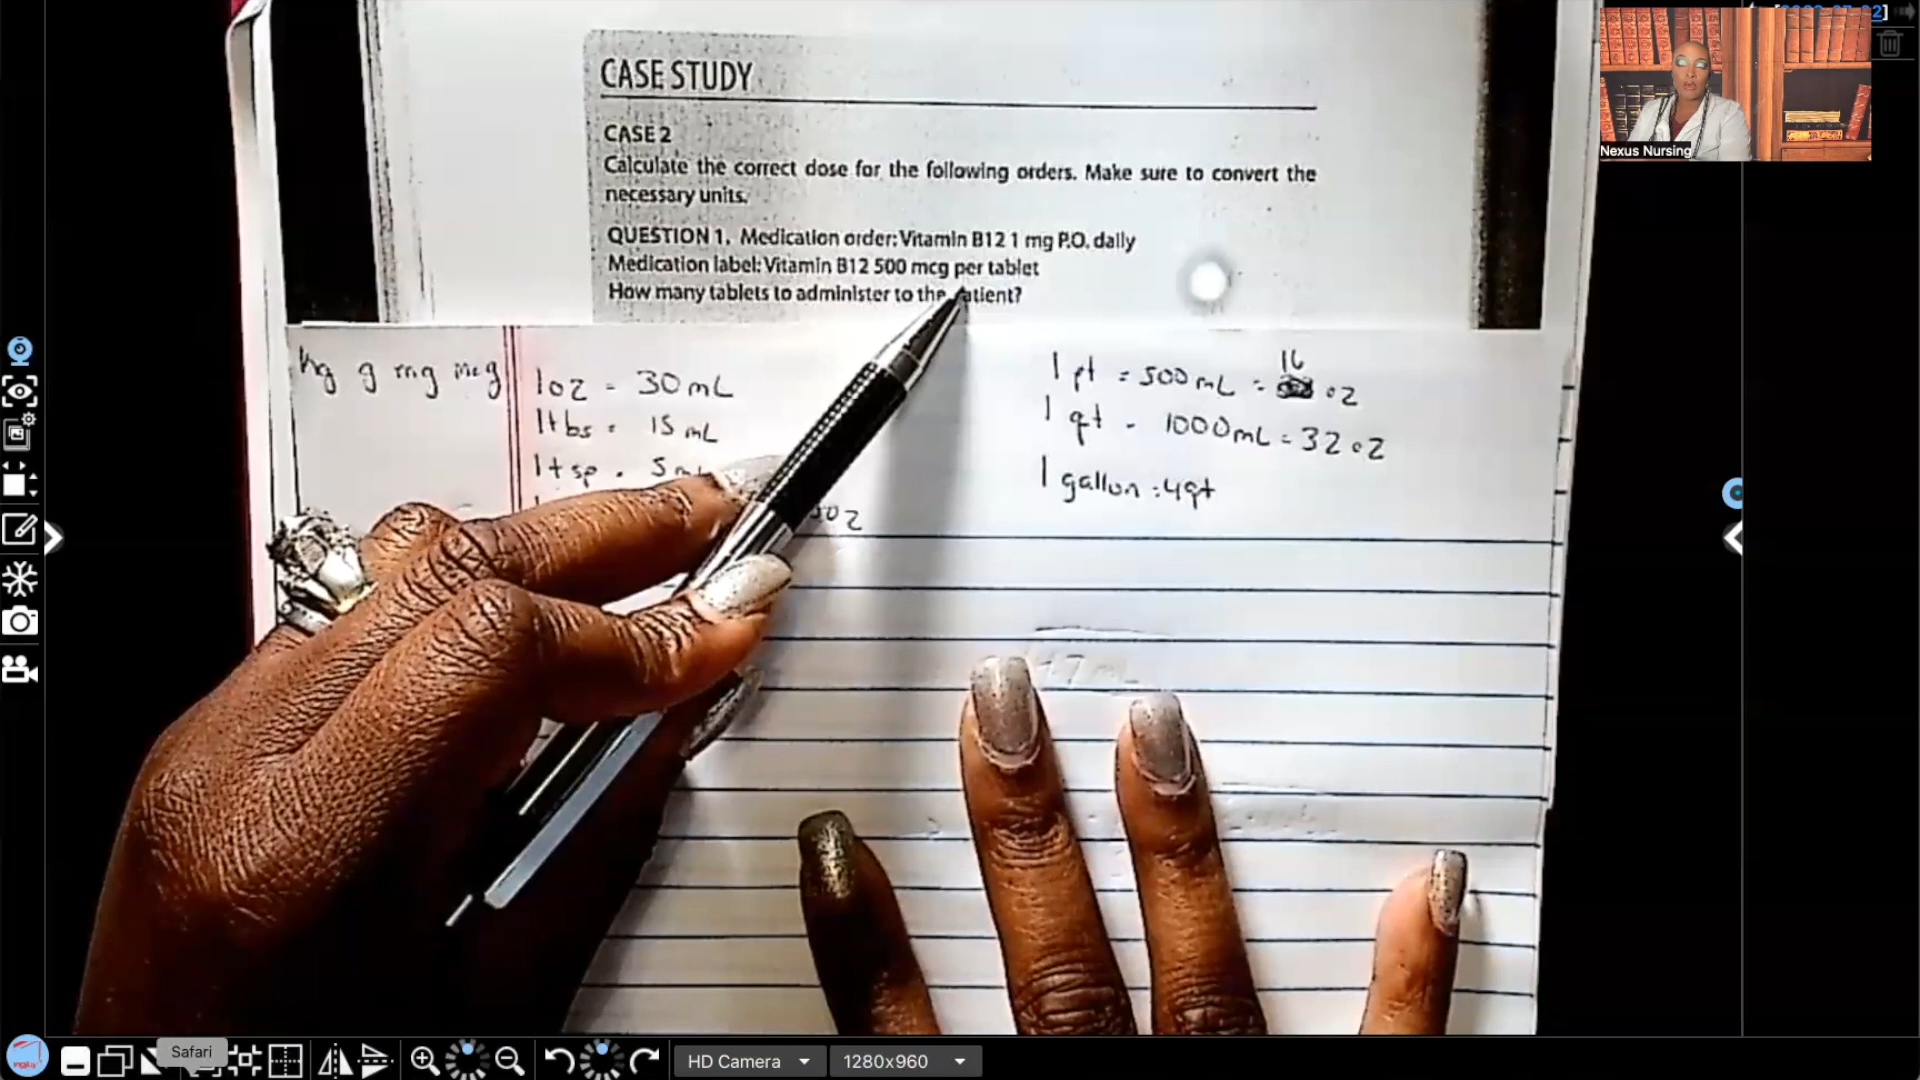 CASE STUDY
CASE 2
Calculate the correct dose for the following orders. Make sure to convert the
necessary units.
QUESTION 1. Medication order: Vitamin B12 1 mg P.O. daily
Medication label: Vitamin B12 500 mcg per tablet
How many tablets to administer to the
Kg g mg mcg
1oz = 30mL
1tbs = 15mL
1tsp =
oz
1 pt = 500mL = 16 oz
1 qt = 1000mL = 32oz
1 gallon = 4qt
Nexus Nursing
Safari
HD Camera
1280x960